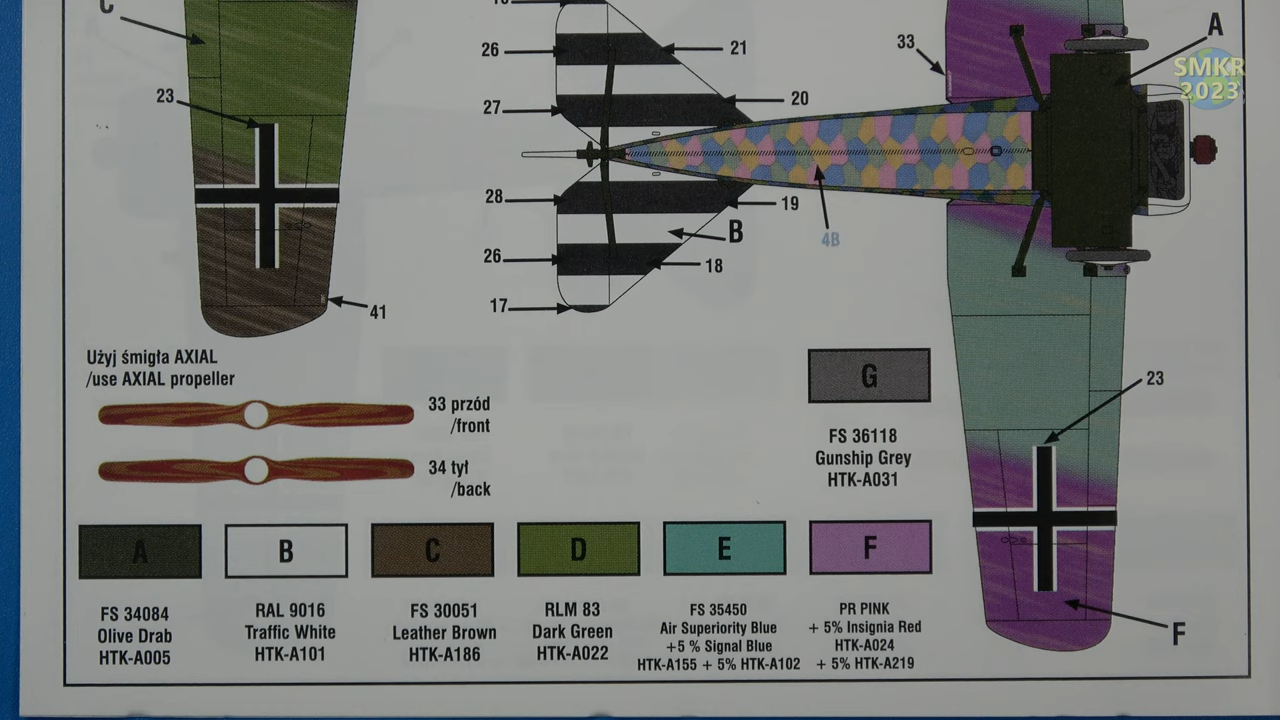 C
26
21
33
A
SMKR
2023
23
27
20
28
19
4B
B
26
18
17
41
23
Użyj śmigła AXIAL
/use AXIAL propeller
33 przód
/front
34 tył
/back
G
FS 36118
Gunship Grey
HTK-A031
A
B
C
D
E
F
FS 34084
Olive Drab
HTK-A005
RAL 9016
Traffic White
HTK-A101
FS 30051
Leather Brown
HTK-A186
RLM 83
Dark Green
HTK-A022
FS 35450
Air Superiority Blue
+5 % Signal Blue
HTK-A155 + 5% HTK-A102
PR PINK
+ 5% Insignia Red
HTK-A024
+ 5% HTK-A219
F